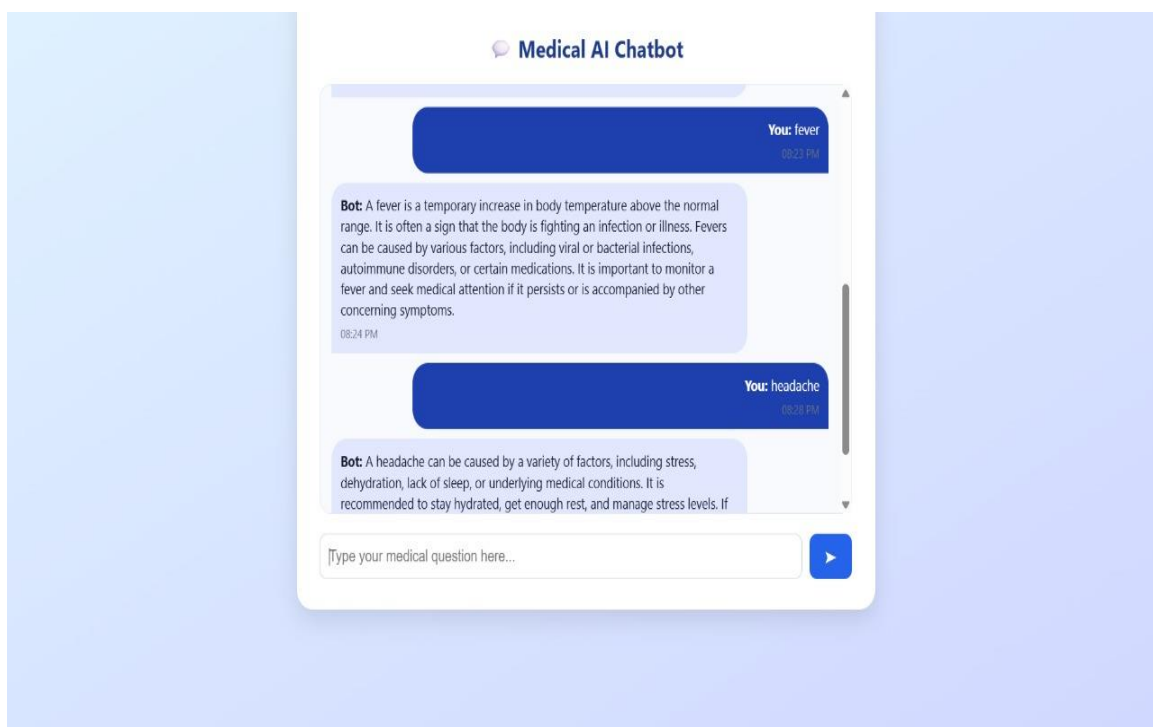 Medical AI Chatbot
You: fever
08:23 PM
Bot: A fever is a temporary increase in body temperature above the normal
range. It is often a sign that the body is fighting an infection or illness. Fevers
can be caused by various factors, including viral or bacterial infections,
autoimmune disorders, or certain medications. It is important to monitor a
fever and seek medical attention if it persists or is accompanied by other
concerning symptoms.
08:24 PM
You: headache
08:28 PM
Bot: A headache can be caused by a variety of factors, including stress,
dehydration, lack of sleep, or underlying medical conditions. It is
recommended to stay hydrated, get enough rest, and manage stress levels. If
Type your medical question here...